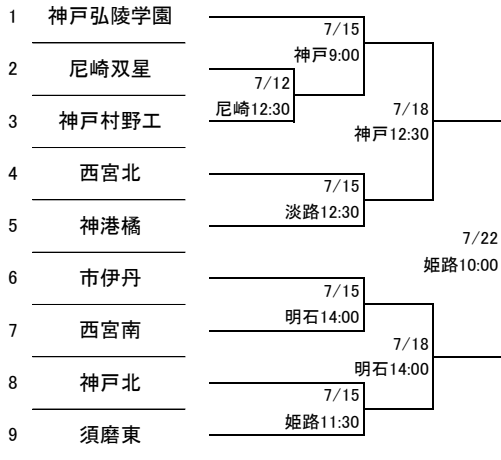 1 神戸弘陵学園
7/15
神戸9:00
2 尼崎双星
7/12
尼崎12:30
3 神戸村野工
7/18
神戸12:30
4 西宮北
7/15
淡路12:30
5 神港橘
7/22
姫路10:00
6 市伊丹
7/15
明石14:00
7 西宮南
7/18
明石14:00
8 神戸北
7/15
姫路11:30
9 須磨東